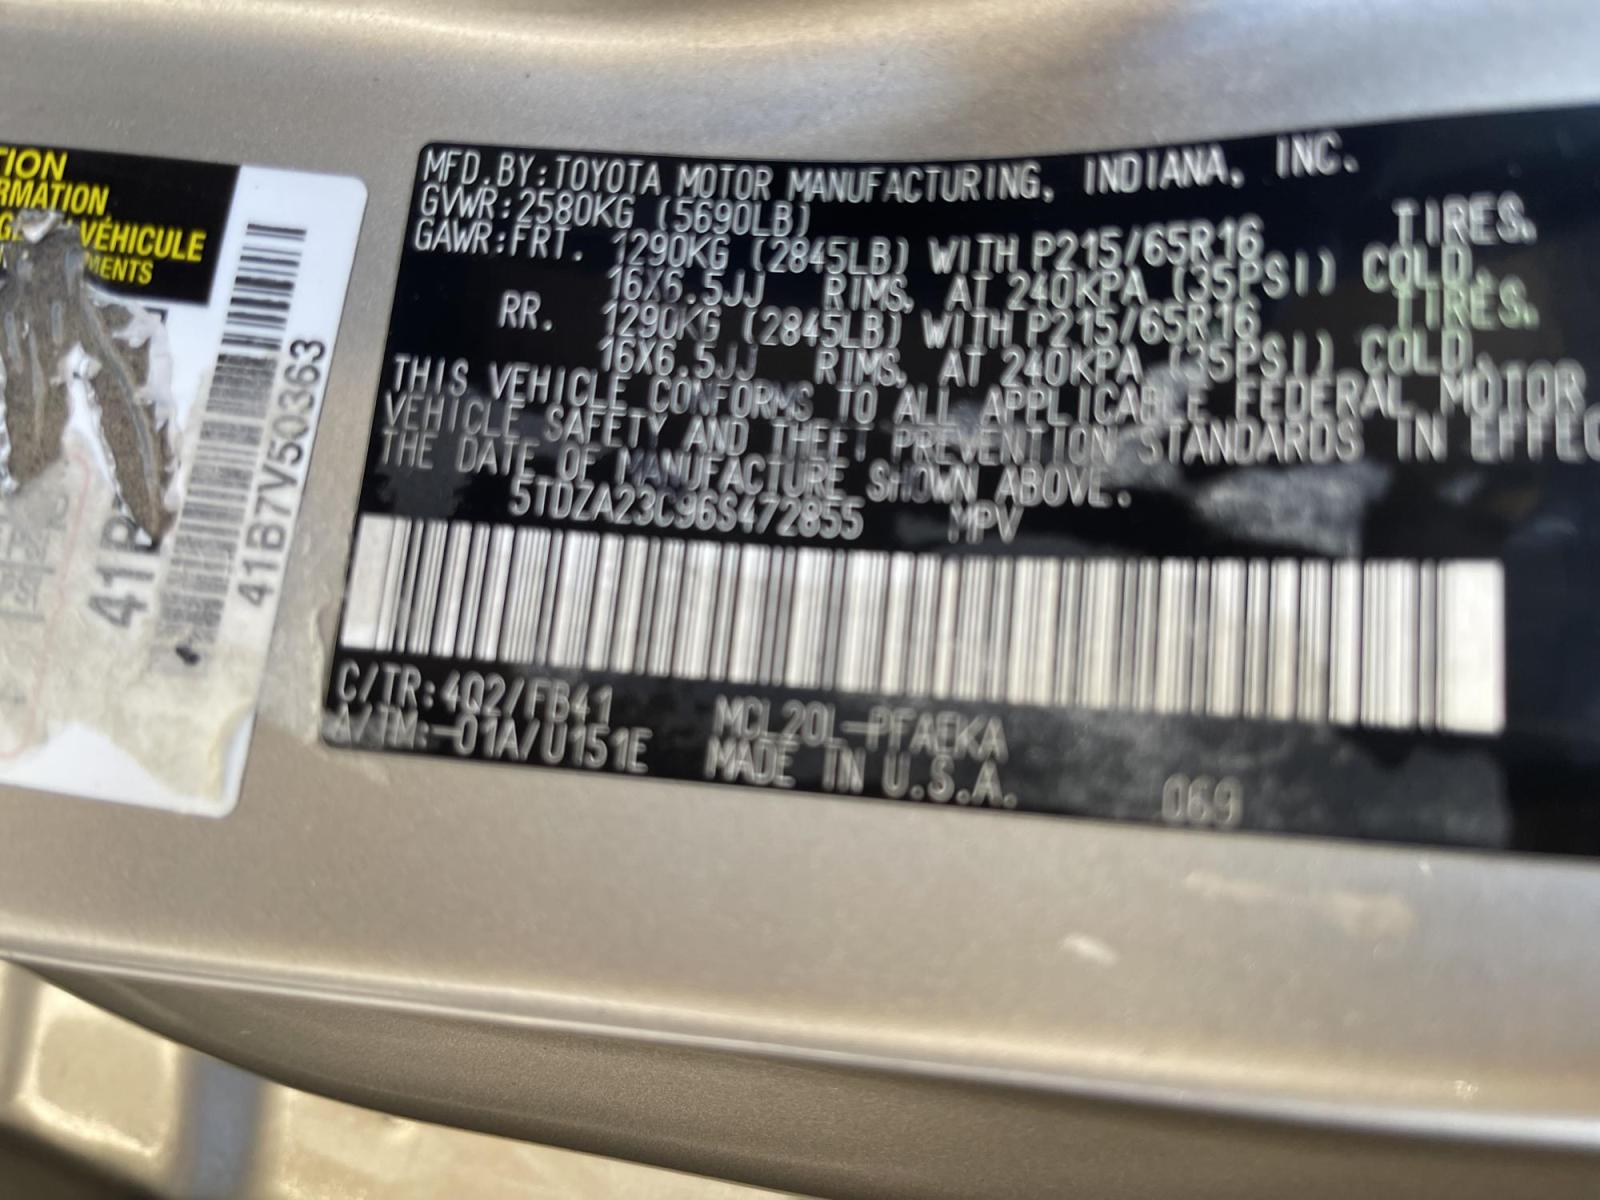 TION
RMATION
VÉHICULE
MENTS
41B7V503363
MFD.BY:TOYOTA MOTOR MANUFACTURING, INDIANA, INC.
GVWR:2580KG (5690LB)
GAWR:FRT. 1290KG (2845LB) WITH P215/65R16 TIRES,
16X6.5JJ RIMS, AT 240KPA (35PSI) COLD,
RR. 1290KG (2845LB) WITH P215/65R16 TIRES,
16X6.5JJ RIMS, AT 240KPA (35PSI) COLD,
THIS VEHICLE CONFORMS TO ALL APPLICABLE FEDERAL MOTOR
VEHICLE SAFETY AND THEFT PREVENTION STANDARDS IN EFFEC
THE DATE OF MANUFACTURE SHOWN ABOVE.
5TDZA23C96S472855 MPV
C/TR:4Q2/FB41 MCL20L-PFAEKA
A/TM:-01A/U151E MADE IN U.S.A. 069